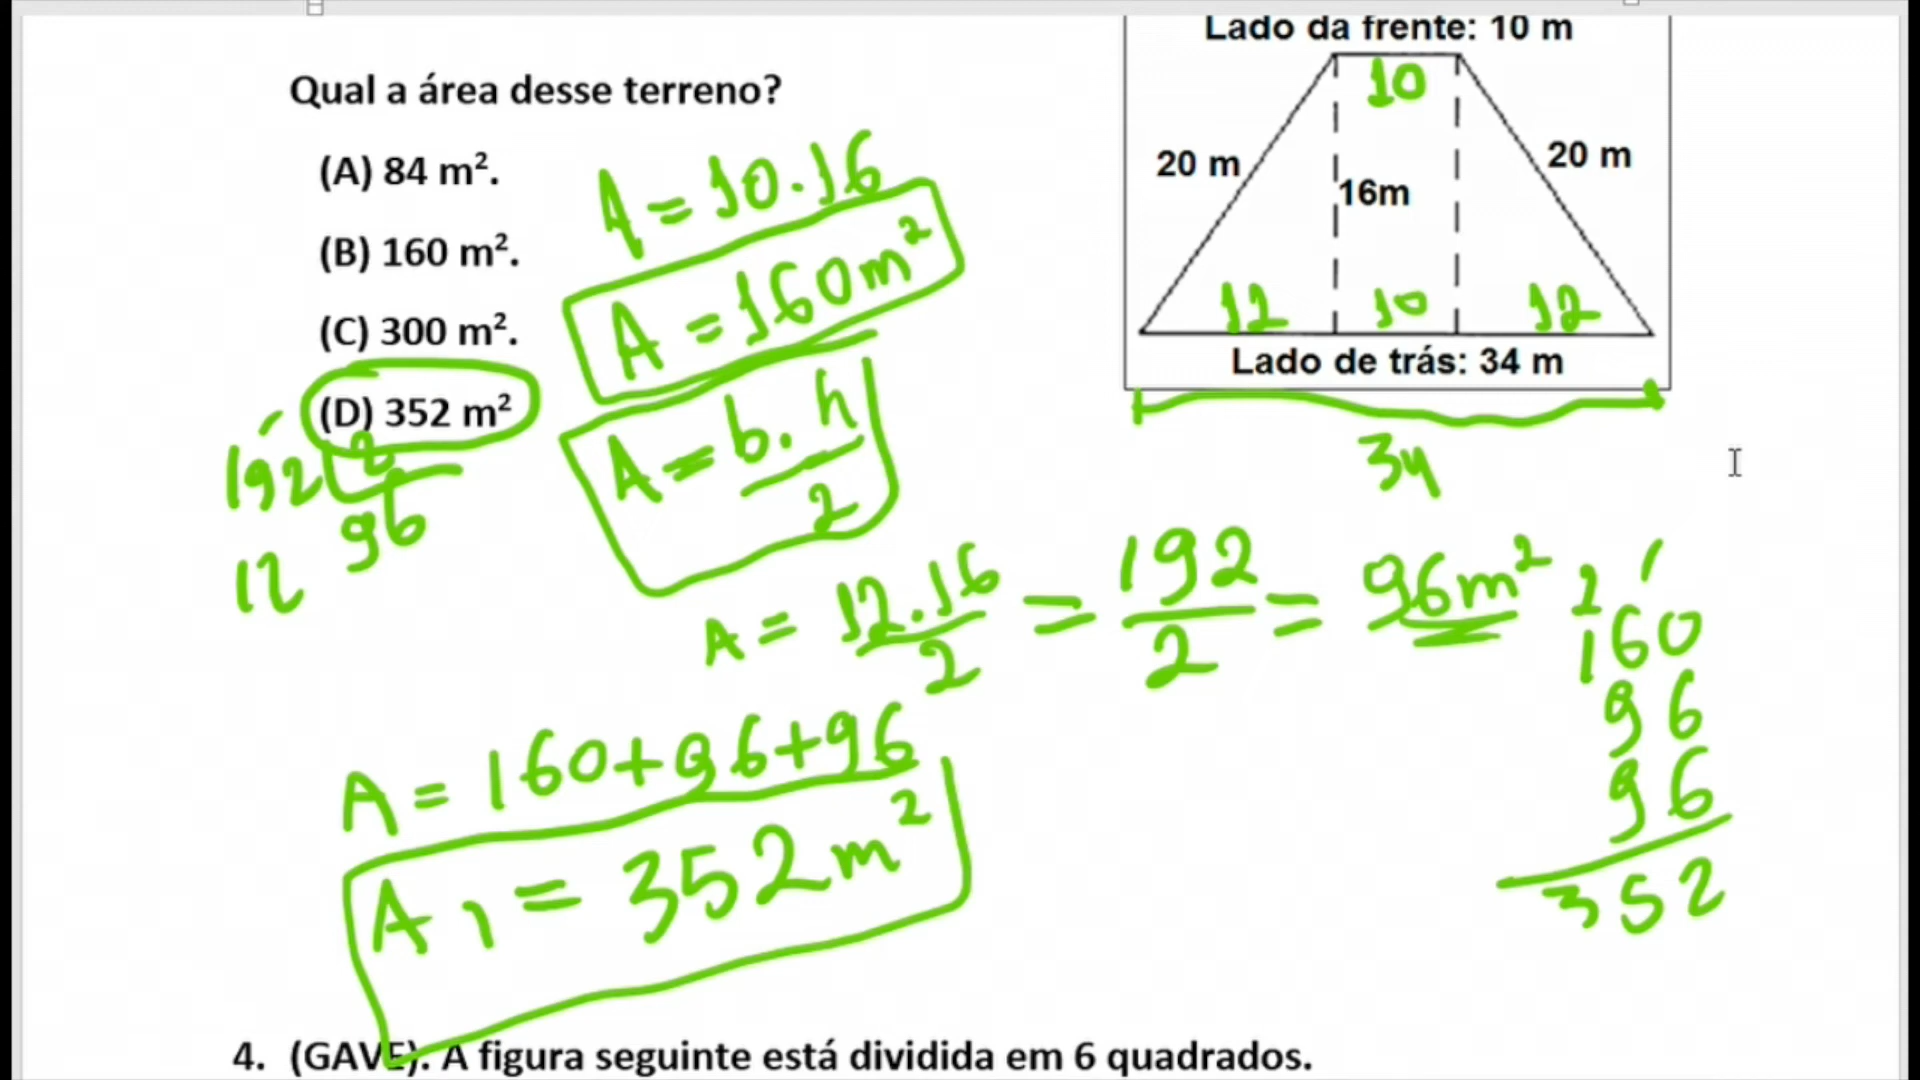 Lado da frente: 10 m
10
Qual a área desse terreno?
(A) 84 m².
(B) 160 m².
(C) 300 m².
(D) 352 m²
20 m
16m
20 m
12 10 12
Lado de trás: 34 m
34
A = 10.16
A = 160m²
A = b.h/2
192 2
96
12
A = 12.16/2 = 192/2 = 96m²
2
160
96
96
352
A = 160+96+96
A = 352m²
4. (GAVE). A figura seguinte está dividida em 6 quadrados.